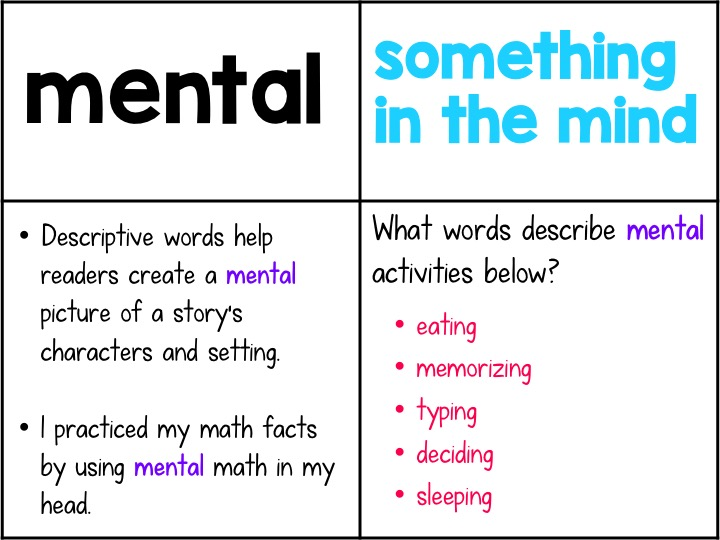 mental
something
in the mind
• Descriptive words help
readers create a mental
picture of a story's
characters and setting.
• I practiced my math facts
by using mental math in my
head.
What words describe mental
activities below?
• eating
• memorizing
• typing
• deciding
• sleeping